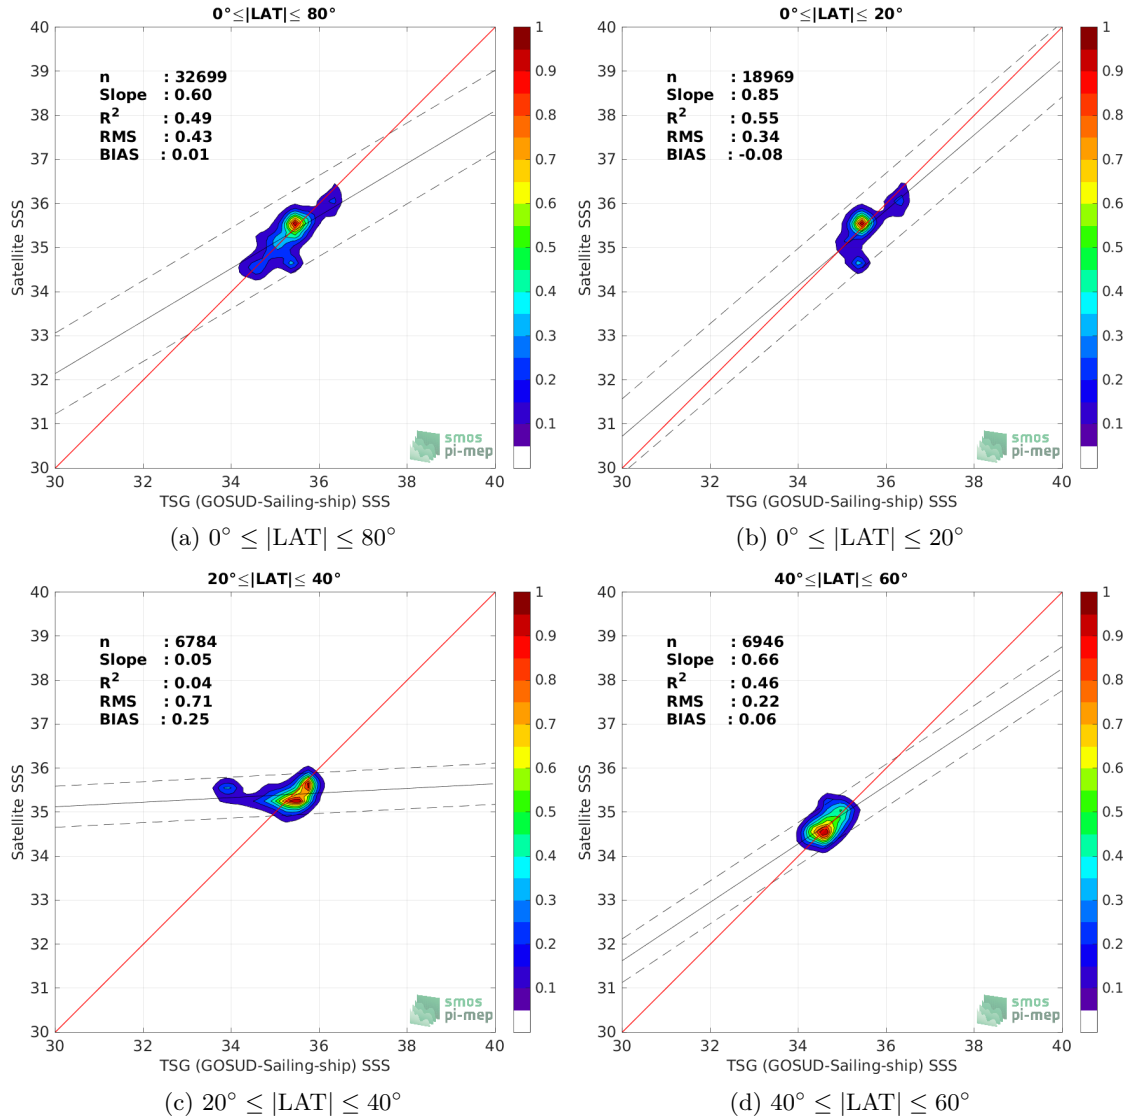 0°≤|LAT|≤ 80°
n : 32699
Slope : 0.60
R² : 0.49
RMS : 0.43
BIAS : 0.01
Satellite SSS
40
39
38
37
36
35
34
33
32
31
30
30 32 34 36 38 40
TSG (GOSUD-Sailing-ship) SSS
1
0.9
0.8
0.7
0.6
0.5
0.4
0.3
0.2
0.1
smos
pi-mep
(a) 0° ≤ |LAT| ≤ 80°
0°≤|LAT|≤ 20°
n : 18969
Slope : 0.85
R² : 0.55
RMS : 0.34
BIAS : -0.08
Satellite SSS
40
39
38
37
36
35
34
33
32
31
30
30 32 34 36 38 40
TSG (GOSUD-Sailing-ship) SSS
1
0.9
0.8
0.7
0.6
0.5
0.4
0.3
0.2
0.1
smos
pi-mep
(b) 0° ≤ |LAT| ≤ 20°
20°≤|LAT|≤ 40°
n : 6784
Slope : 0.05
R² : 0.04
RMS : 0.71
BIAS : 0.25
Satellite SSS
40
39
38
37
36
35
34
33
32
31
30
30 32 34 36 38 40
TSG (GOSUD-Sailing-ship) SSS
1
0.9
0.8
0.7
0.6
0.5
0.4
0.3
0.2
0.1
smos
pi-mep
(c) 20° ≤ |LAT| ≤ 40°
40°≤|LAT|≤ 60°
n : 6946
Slope : 0.66
R² : 0.46
RMS : 0.22
BIAS : 0.06
Satellite SSS
40
39
38
37
36
35
34
33
32
31
30
30 32 34 36 38 40
TSG (GOSUD-Sailing-ship) SSS
1
0.9
0.8
0.7
0.6
0.5
0.4
0.3
0.2
0.1
smos
pi-mep
(d) 40° ≤ |LAT| ≤ 60°